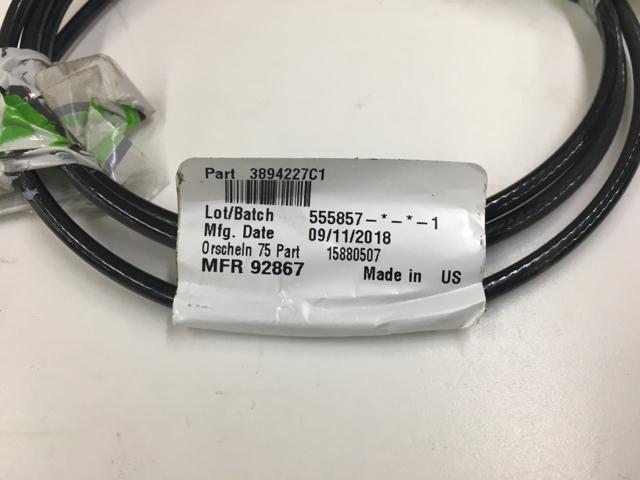 Part 3894227C1
Lot/Batch 555857-*-*-1
Mfg. Date 09/11/2018
Orscheln 75 Part 15880507
MFR 92867 Made in US